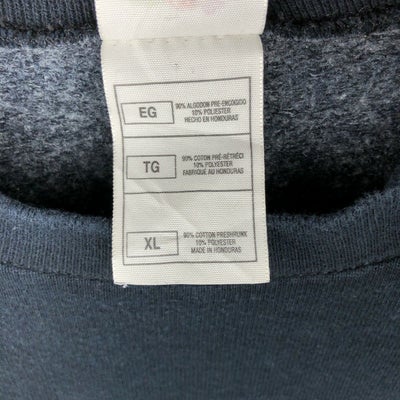 EG
90% ALGODON PRE-ENCOGIDO
10% POLIESTER
HECHO EN HONDURAS
TG
90% COTTON PRÉ-RÉTRÉCI
10% POLYESTER
FABRIQUÉ AU HONDURAS
XL
90% COTTON PRESHRUNK
10% POLYESTER
MADE IN HONDURAS